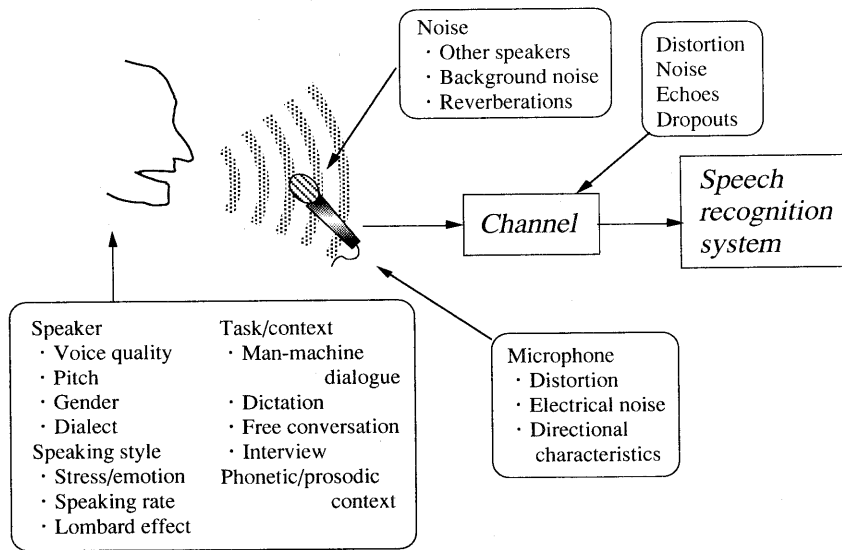 Noise
· Other speakers
· Background noise
· Reverberations
Distortion
Noise
Echoes
Dropouts
Channel
Speech
recognition
system
Speaker
· Voice quality
· Pitch
· Gender
· Dialect
Speaking style
· Stress/emotion
· Speaking rate
· Lombard effect
Task/context
· Man-machine
dialogue
· Dictation
· Free conversation
· Interview
Phonetic/prosodic
context
Microphone
· Distortion
· Electrical noise
· Directional
characteristics